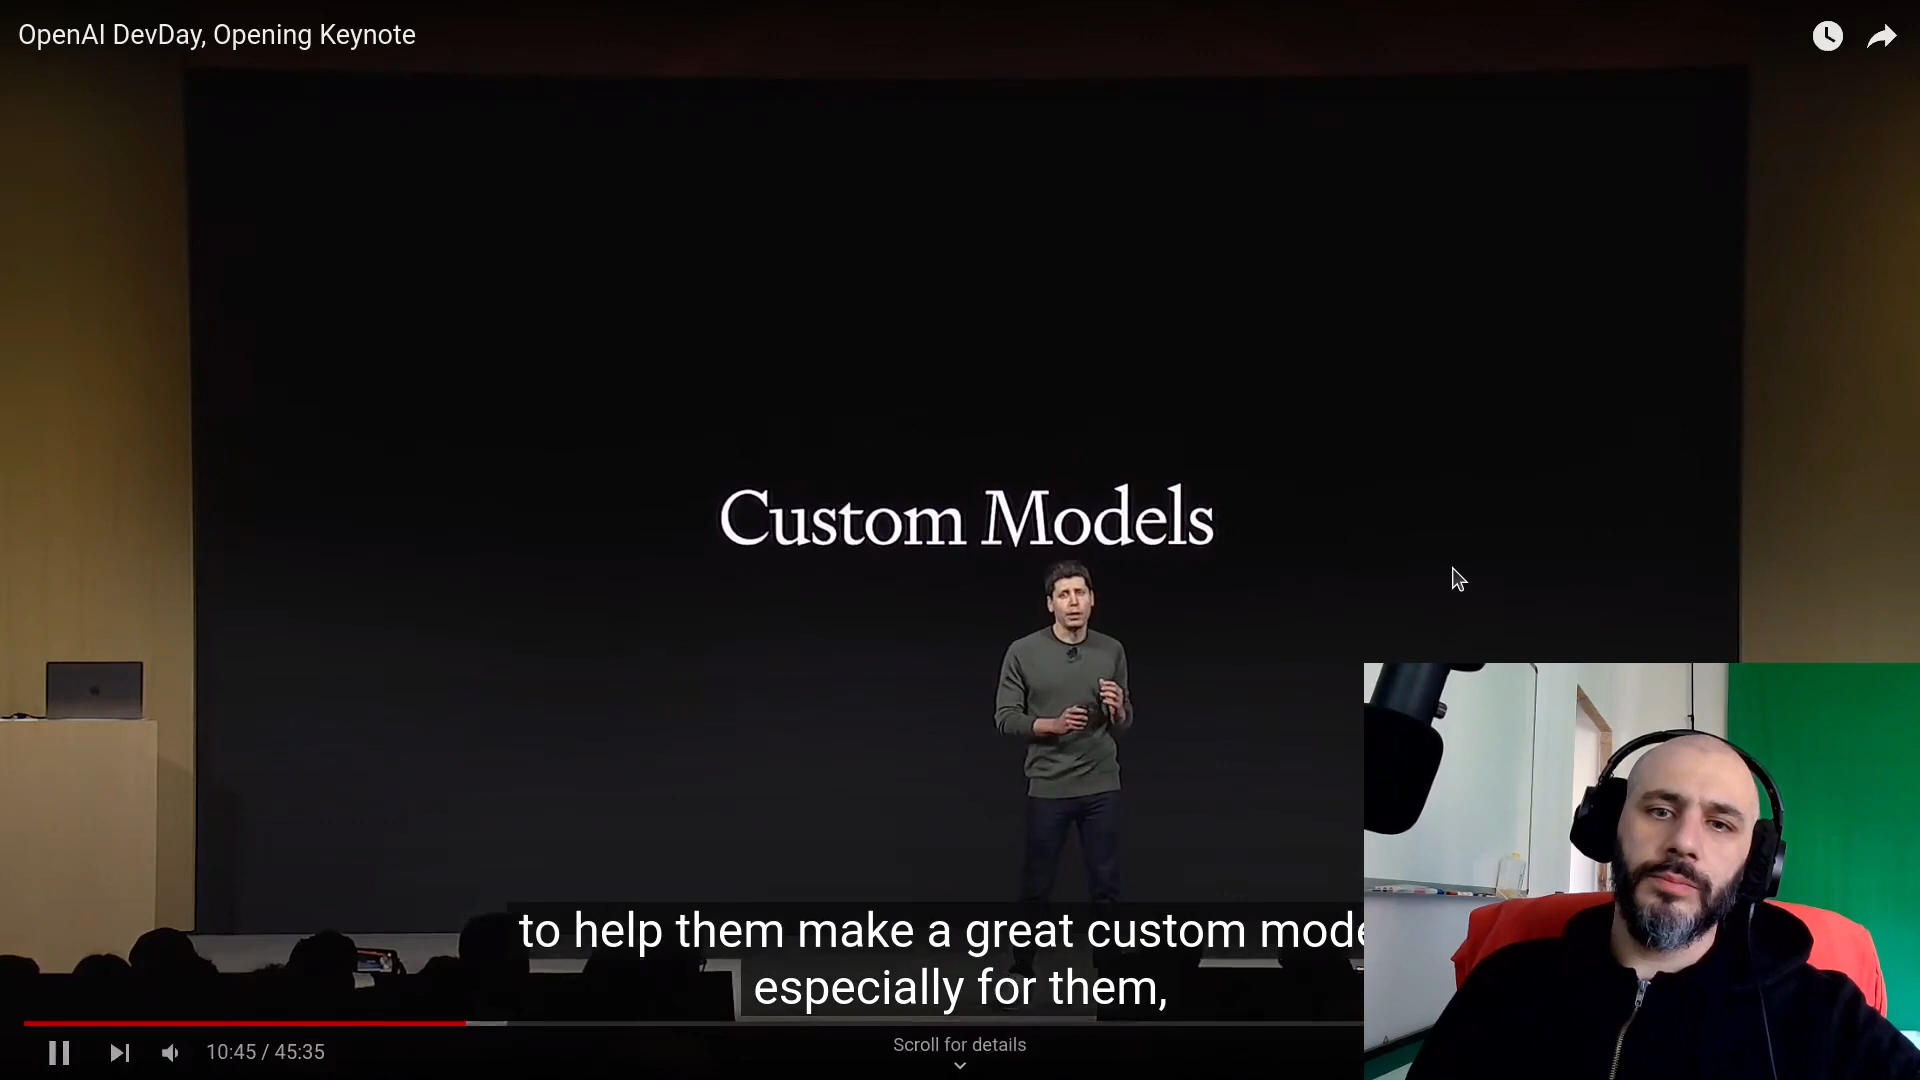 OpenAI DevDay, Opening Keynote
Custom Models
to help them make a great custom
especially for them,
10:45 / 45:35
Scroll for details